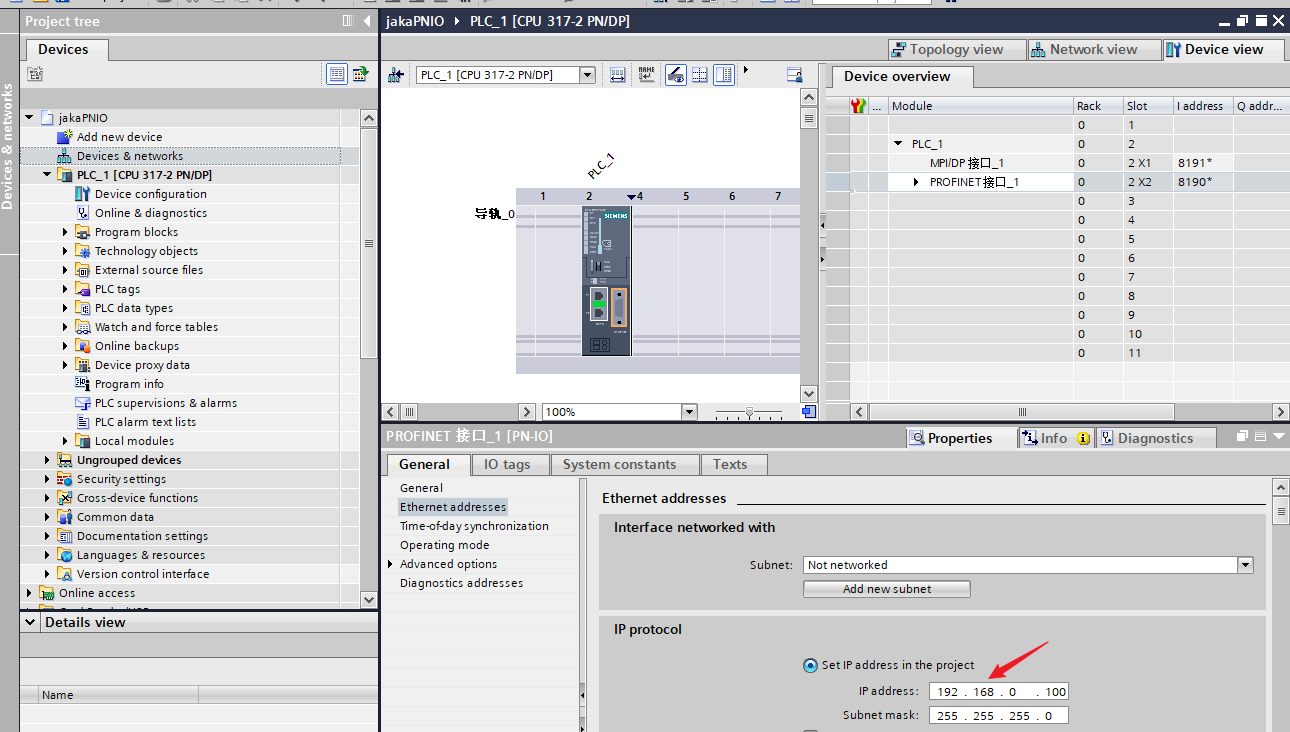 Project tree
Devices
Devices & networks
jakaPNIO
Add new device
Devices & networks
PLC_1 [CPU 317-2 PN/DP]
Device configuration
Online & diagnostics
Program blocks
Technology objects
External source files
PLC tags
PLC data types
Watch and force tables
Online backups
Device proxy data
Program info
PLC supervisions & alarms
PLC alarm text lists
Local modules
Ungrouped devices
Security settings
Cross-device functions
Common data
Documentation settings
Languages & resources
Version control interface
Online access
Details view
Name
jakaPNIO PLC_1 [CPU 317-2 PN/DP]
Topology view Network view Device view
PLC_1 [CPU 317-2 PN/DP]
PLC_1
1 2 4 5 6 7
导轨_0
SIEMENS
100%
Device overview
... Module Rack Slot I address Q addr...
0 1
PLC_1 0 2
MPI/DP 接口_1 0 2 X1 8191*
PROFINET接口_1 0 2 X2 8190*
0 3
0 4
0 5
0 6
0 7
0 8
0 9
0 10
0 11
PROFINET 接口_1 [PN-IO]
Properties Info Diagnostics
General IO tags System constants Texts
General
Ethernet addresses
Time-of-day synchronization
Operating mode
Advanced options
Diagnostics addresses
Ethernet addresses
Interface networked with
Subnet: Not networked
Add new subnet
IP protocol
Set IP address in the project
IP address: 192 . 168 . 0 . 100
Subnet mask: 255 . 255 . 255 . 0